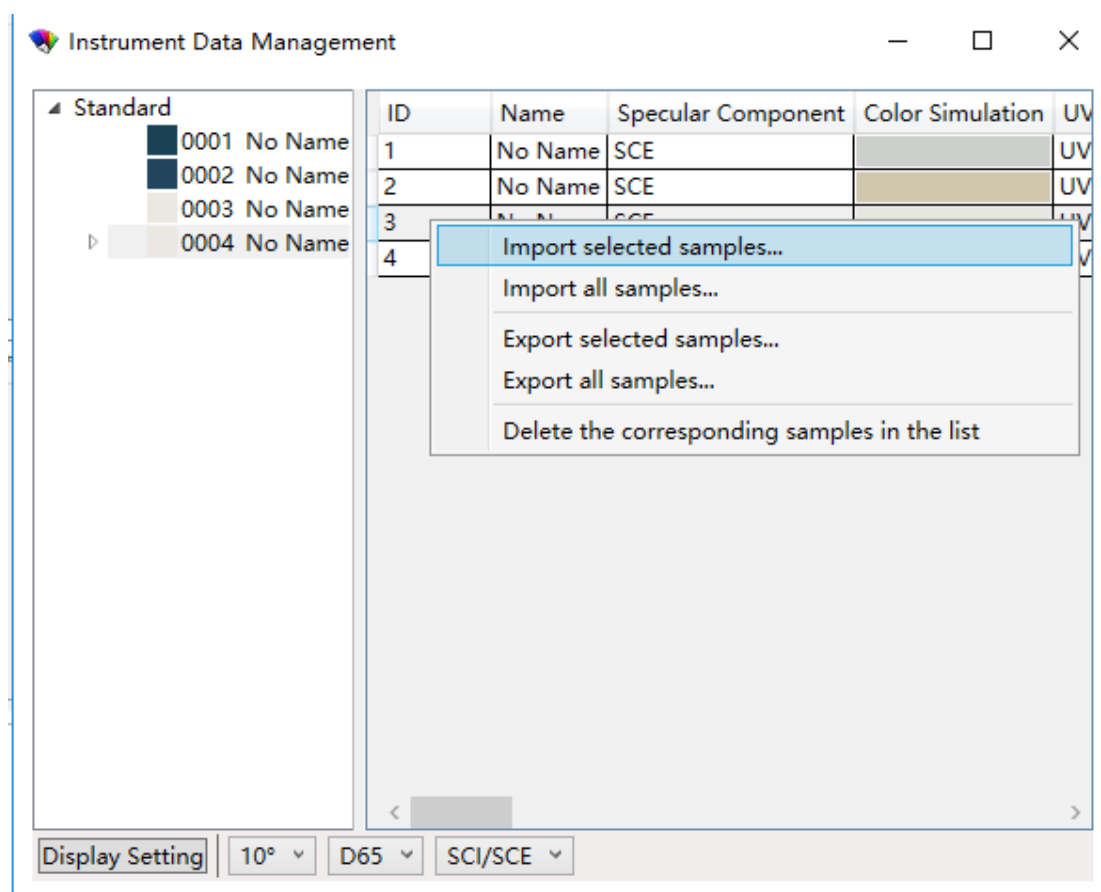 Instrument Data Management
Standard
0001 No Name
0002 No Name
0003 No Name
0004 No Name
ID Name Specular Component Color Simulation UV
1 No Name SCE UV
2 No Name SCE UV
3
4
Import selected samples...
Import all samples...
Export selected samples...
Export all samples...
Delete the corresponding samples in the list
Display Setting 10° D65 SCI/SCE